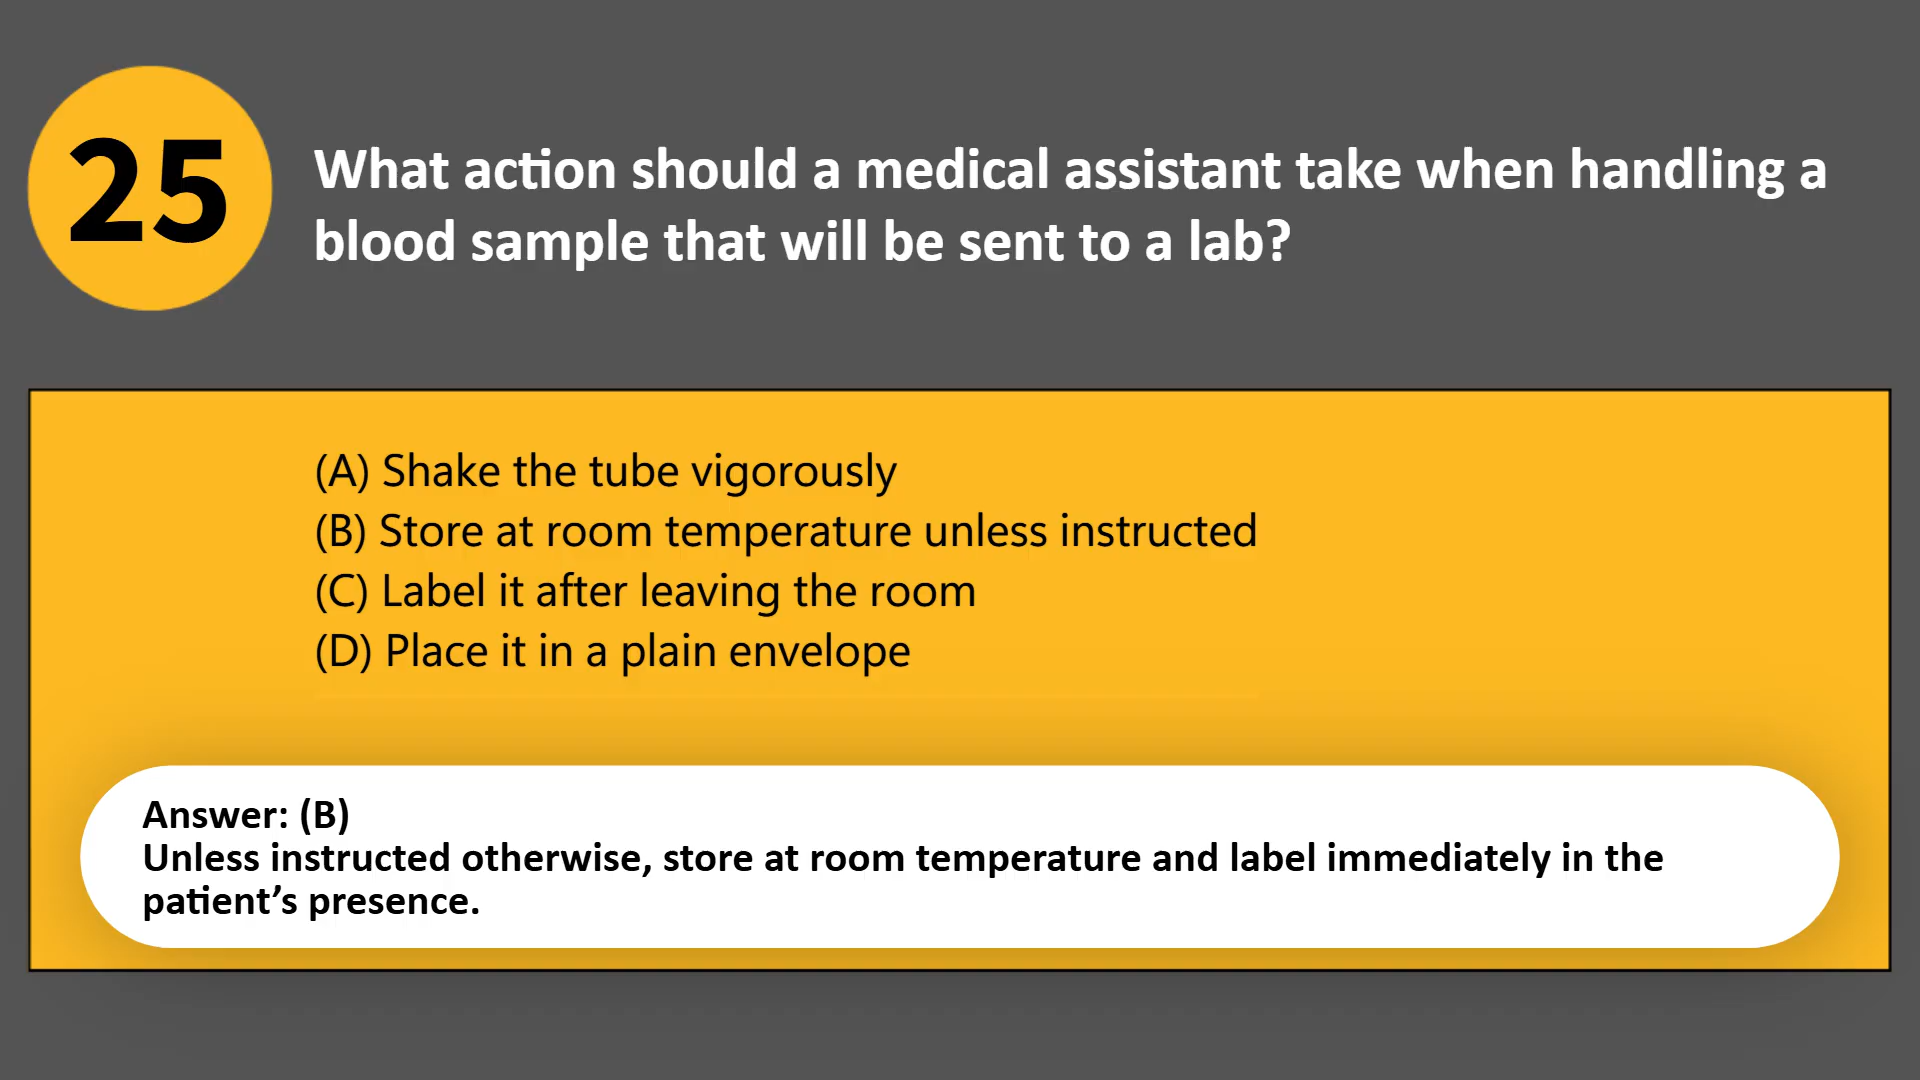 25
What action should a medical assistant take when handling a
blood sample that will be sent to a lab?
(A) Shake the tube vigorously
(B) Store at room temperature unless instructed
(C) Label it after leaving the room
(D) Place it in a plain envelope
Answer: (B)
Unless instructed otherwise, store at room temperature and label immediately in the
patient’s presence.